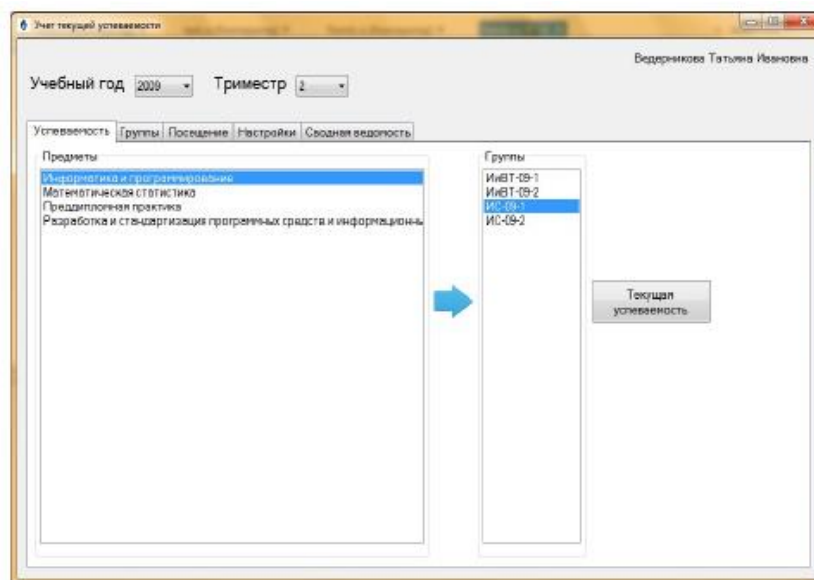 Учет текущей успеваемости
Ведерникова Татьяна Ивановна
Учебный год 2009 Триместр 2
Успеваемость Группы Посещение Настройки Сводная ведомость
Предметы
Информатика и программирование
Математическая статистика
Преддипломная практика
Разработка и стандартизация программных средств и информационны
Группы
ИиВТ-09-1
ИиВТ-09-2
ИС-09-1
ИС-09-2
Текущая
успеваемость